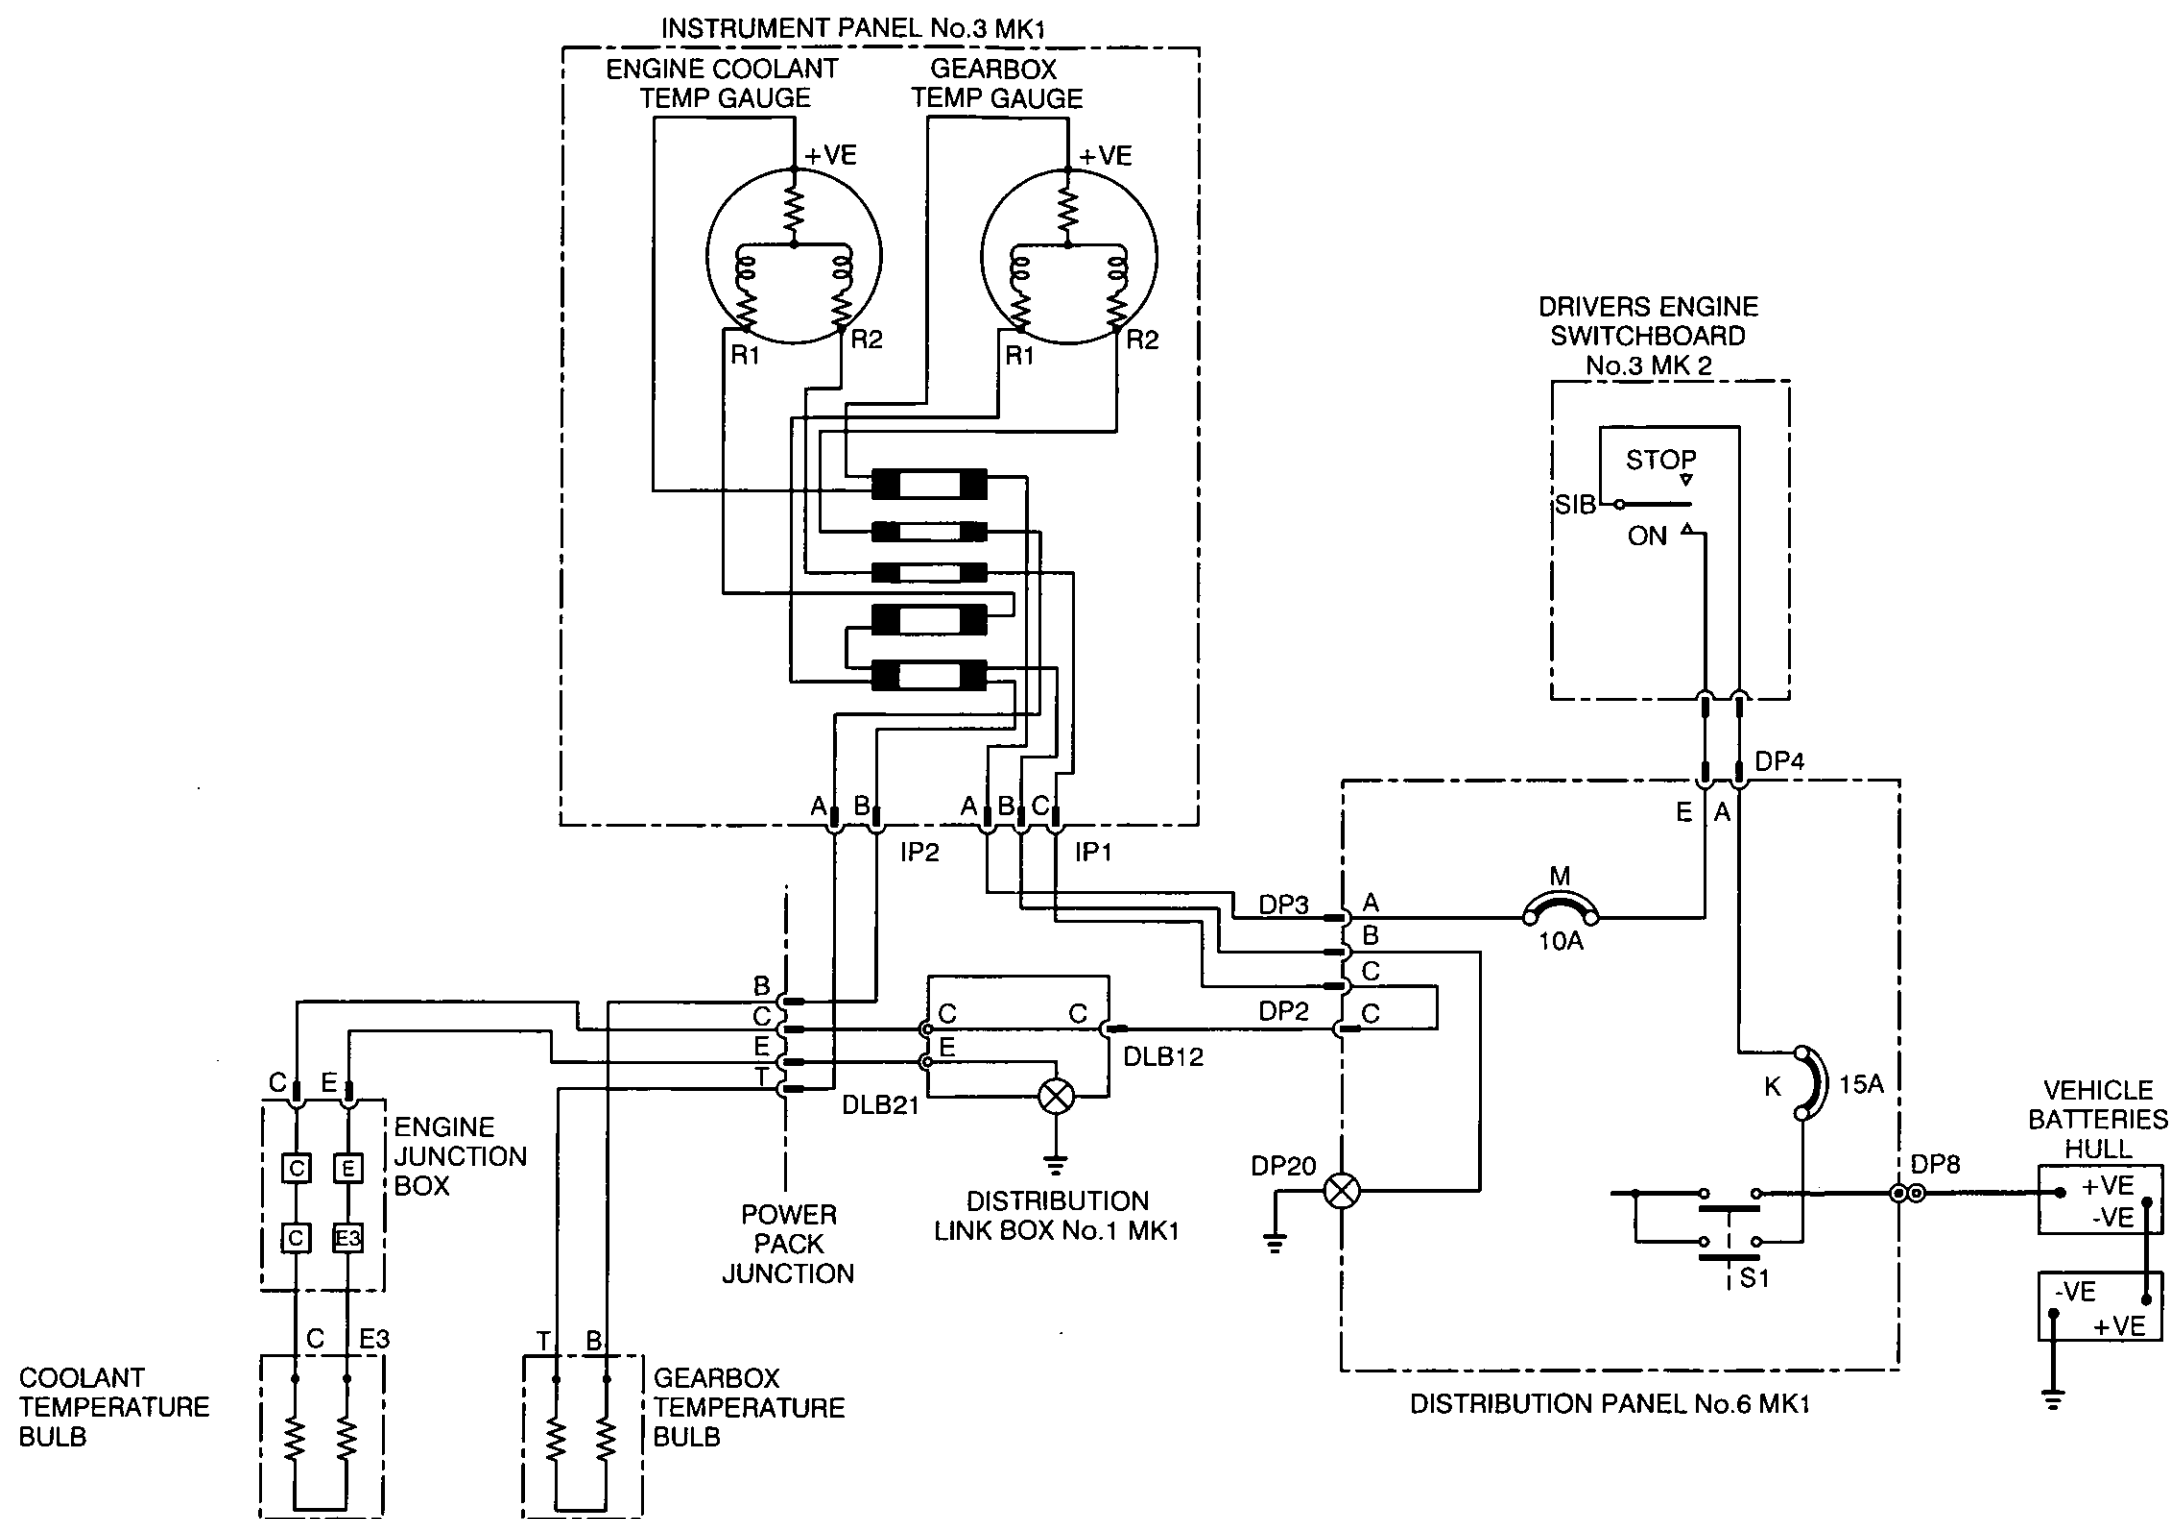 INSTRUMENT PANEL No.3 MK1
ENGINE COOLANT
TEMP GAUGE
GEARBOX
TEMP GAUGE
+VE
+VE
R1
R2
R1
R2
DRIVERS ENGINE
SWITCHBOARD
No.3 MK 2
STOP
SIB
ON
DP4
E
A
A
B
A
B
C
IP2
IP1
M
10A
DP3
A
B
C
DP2
C
B
C
E
T
C
C
E
DLB12
DLB21
K
15A
C
E
ENGINE
JUNCTION
BOX
C
E
C
E3
POWER
PACK
JUNCTION
DISTRIBUTION
LINK BOX No.1 MK1
DP20
S1
DP8
VEHICLE
BATTERIES
HULL
+VE
-VE
-VE
+VE
C
E3
COOLANT
TEMPERATURE
BULB
T
B
GEARBOX
TEMPERATURE
BULB
DISTRIBUTION PANEL No.6 MK1